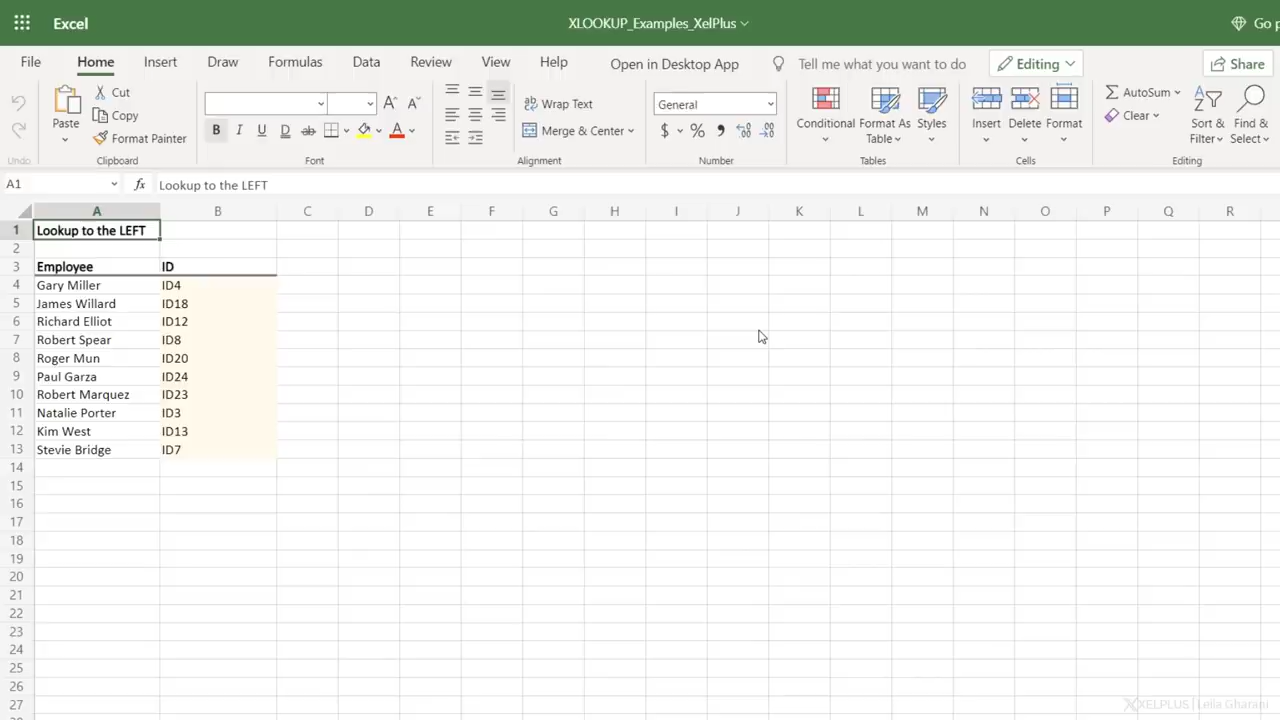 Excel
XLOOKUP_Examples_XelPlus
Go p
File Home Insert Draw Formulas Data Review View Help Open in Desktop App Tell me what you want to do Editing Share
Undo
Paste
Cut
Copy
Format Painter
Clipboard
B I U D ab A
A A
Font
Wrap Text
Merge & Center
Alignment
General
$ % 9
Number
Conditional Format As Table Styles
Tables
Insert Delete Format
Cells
AutoSum
Clear
Sort & Filter
Find & Select
Editing
A1 fx Lookup to the LEFT
A B C D E F G H I J K L M N O P Q R
1 Lookup to the LEFT
2
3 Employee ID
4 Gary Miller ID4
5 James Willard ID18
6 Richard Elliot ID12
7 Robert Spear ID8
8 Roger Mun ID20
9 Paul Garza ID24
10 Robert Marquez ID23
11 Natalie Porter ID3
12 Kim West ID13
13 Stevie Bridge ID7
14
15
16
17
18
19
20
21
22
23
24
25
26
27
XELPLUS | Leila Gharani